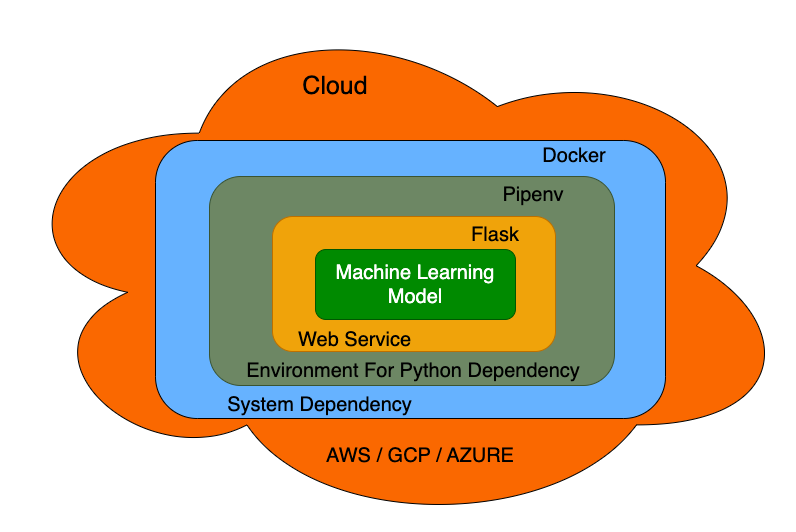 Cloud
Docker
Pipenv
Flask
Machine Learning
Model
Web Service
Environment For Python Dependency
System Dependency
AWS / GCP / AZURE